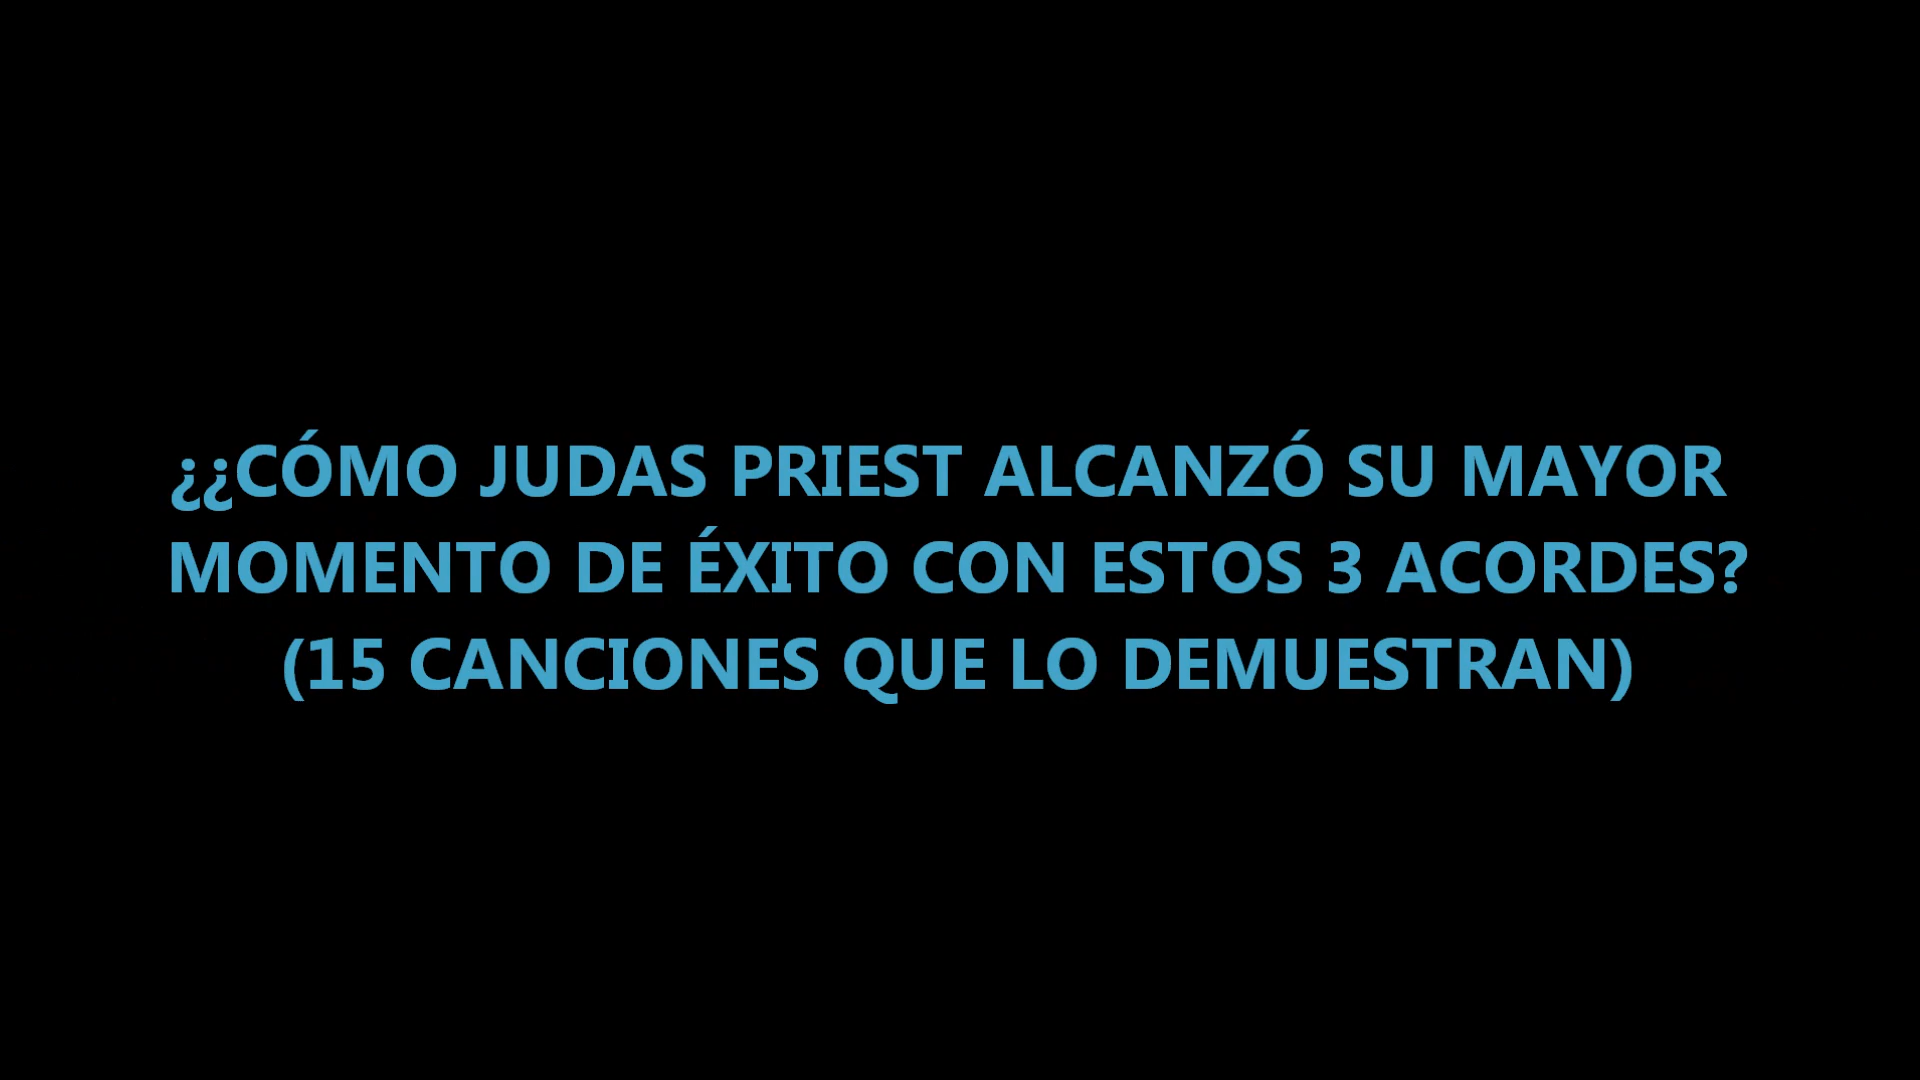 ¿¿CÓMO JUDAS PRIEST ALCANZÓ SU MAYOR
MOMENTO DE ÉXITO CON ESTOS 3 ACORDES?
(15 CANCIONES QUE LO DEMUESTRAN)